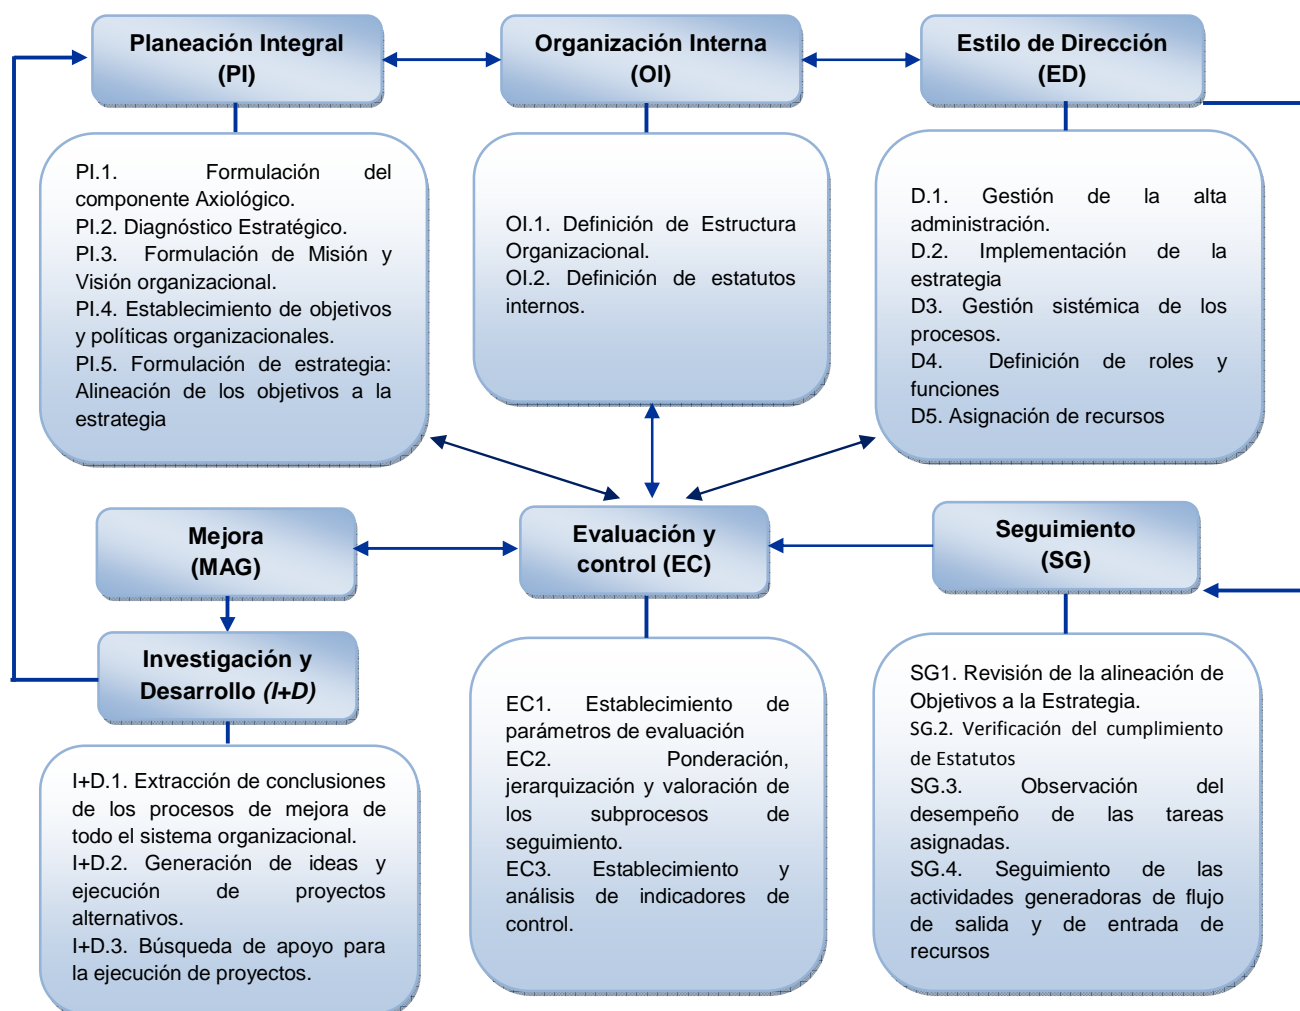 Planeación Integral
(PI)
Organización Interna
(OI)
Estilo de Dirección
(ED)
PI.1. Formulación del
componente Axiológico.
PI.2. Diagnóstico Estratégico.
PI.3. Formulación de Misión y
Visión organizacional.
PI.4. Establecimiento de objetivos
y políticas organizacionales.
PI.5. Formulación de estrategia:
Alineación de los objetivos a la
estrategia
OI.1. Definición de Estructura
Organizacional.
OI.2. Definición de estatutos
internos.
D.1. Gestión de la alta
administración.
D.2. Implementación de la
estrategia
D3. Gestión sistémica de los
procesos.
D4. Definición de roles y
funciones
D5. Asignación de recursos
Mejora
(MAG)
Evaluación y
control (EC)
Seguimiento
(SG)
Investigación y
Desarrollo (I+D)
I+D.1. Extracción de conclusiones
de los procesos de mejora de
todo el sistema organizacional.
I+D.2. Generación de ideas y
ejecución de proyectos
alternativos.
I+D.3. Búsqueda de apoyo para
la ejecución de proyectos.
EC1. Establecimiento de
parámetros de evaluación
EC2. Ponderación,
jerarquización y valoración de
los subprocesos de
seguimiento.
EC3. Establecimiento y
análisis de indicadores de
control.
SG1. Revisión de la alineación de
Objetivos a la Estrategia.
SG.2. Verificación del cumplimiento
de Estatutos
SG.3. Observación del
desempeño de las tareas
asignadas.
SG.4. Seguimiento de las
actividades generadoras de flujo
de salida y de entrada de
recursos